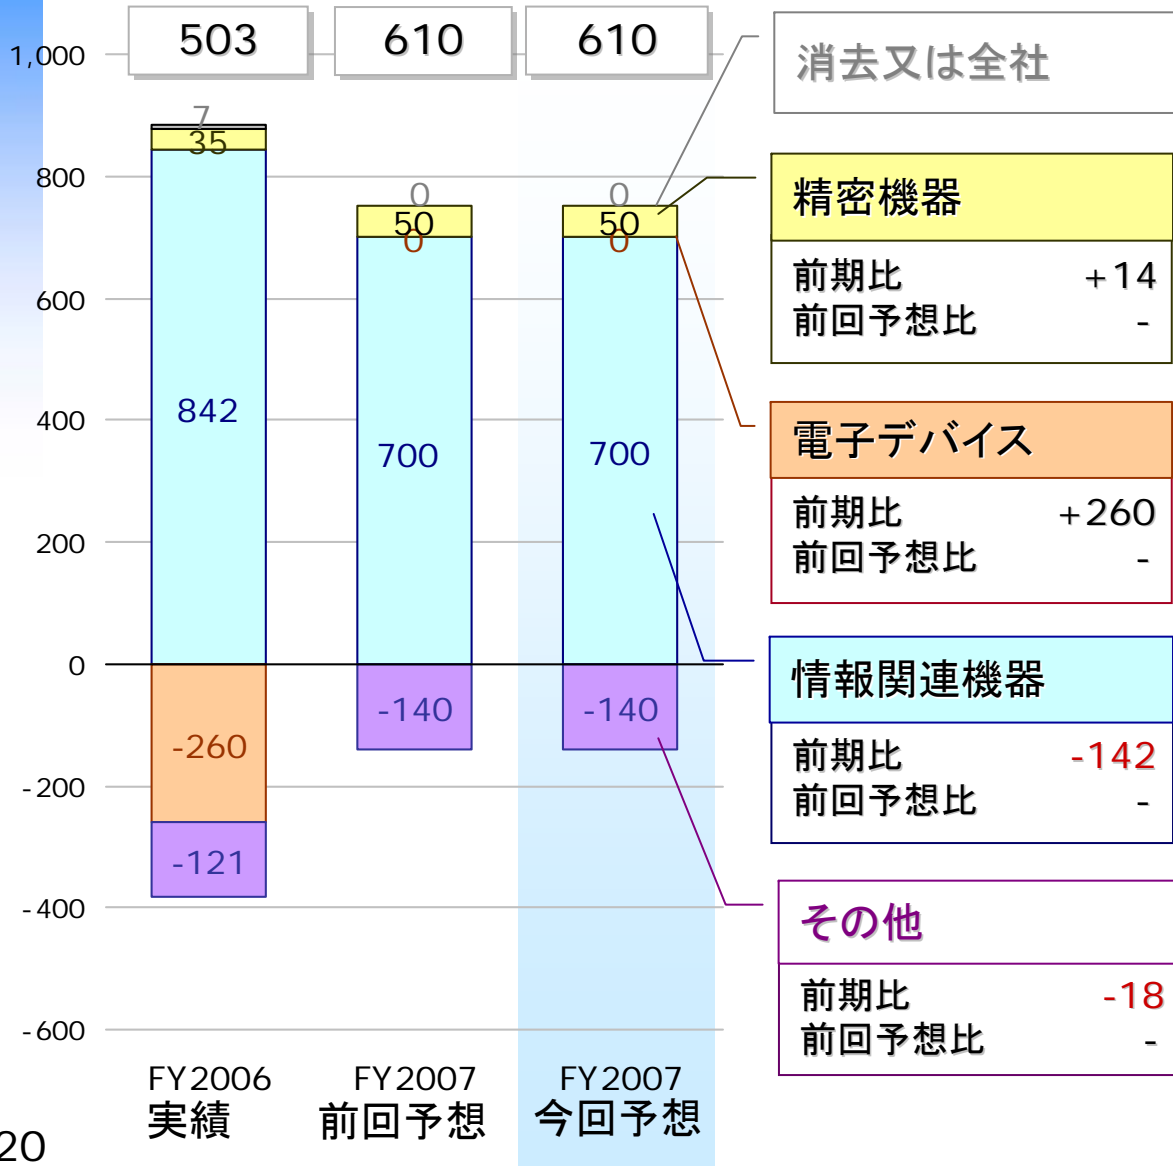 503
610
610
1,000
800
600
400
200
0
-200
-400
-600
7
35
842
-260
-121
0
50
0
700
-140
0
50
0
700
-140
FY2006
実績
FY2007
前回予想
FY2007
今回予想
消去又は全社
精密機器
前期比 +14
前回予想比 -
電子デバイス
前期比 +260
前回予想比 -
情報関連機器
前期比 -142
前回予想比 -
その他
前期比 -18
前回予想比 -
20